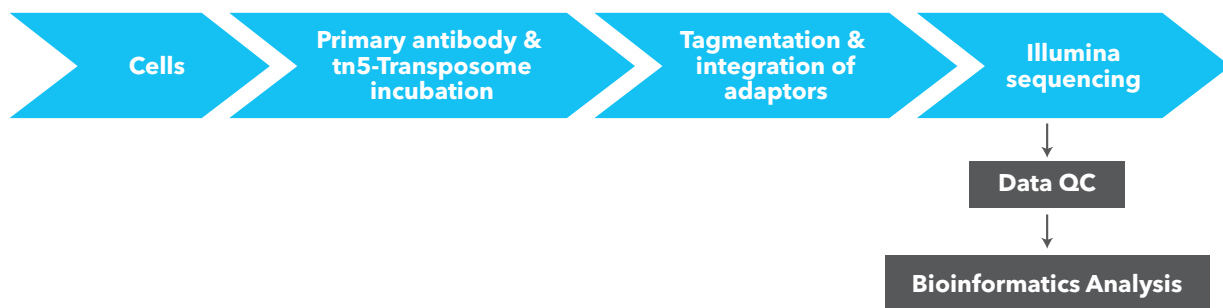 Cells
Primary antibody &
tn5-Transposome
incubation
Tagmentation &
integration of
adaptors
Illumina
sequencing
Data QC
Bioinformatics Analysis